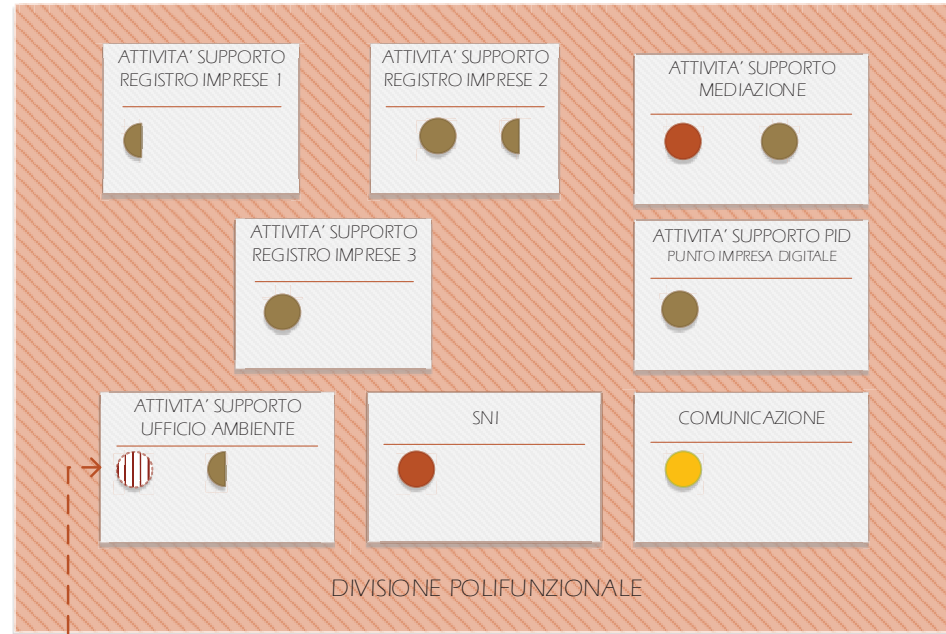 ATTIVITA’ SUPPORTO
REGISTRO IMPRESE 1
ATTIVITA’ SUPPORTO
REGISTRO IMPRESE 2
ATTIVITA’ SUPPORTO
MEDIAZIONE
ATTIVITA’ SUPPORTO
REGISTRO IMPRESE 3
ATTIVITA’ SUPPORTO PID
PUNTO IMPRESA DIGITALE
ATTIVITA’ SUPPORTO
UFFICIO AMBIENTE
SNI
COMUNICAZIONE
DIVISIONE POLIFUNZIONALE